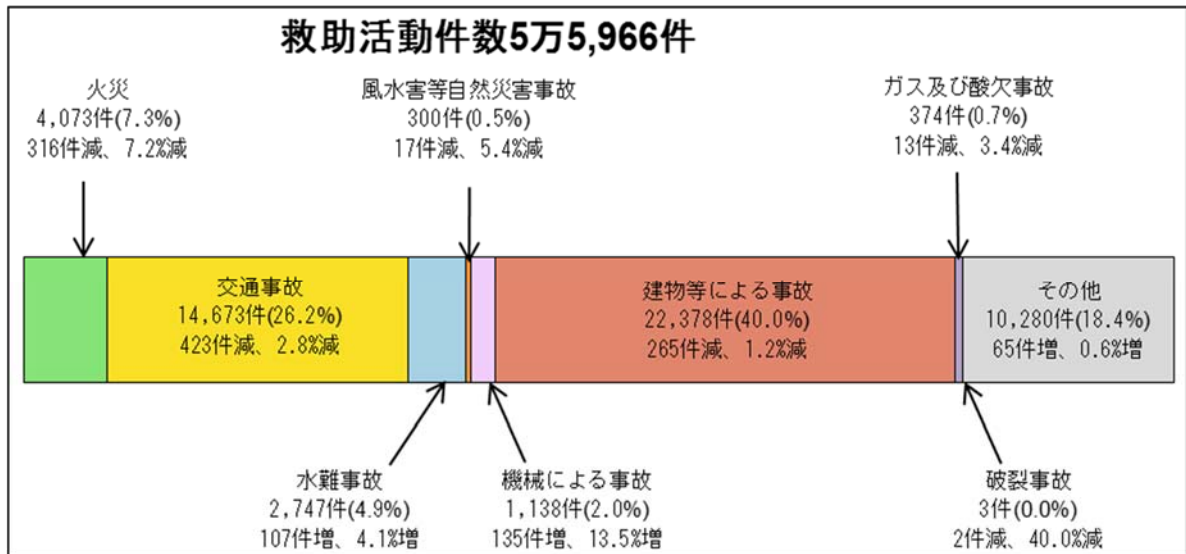 救助活動件数5万5,966件
火災
4,073件(7.3%)
316件減、7.2%減
風水害等自然災害事故
300件(0.5%)
17件減、5.4%減
ガス及び酸欠事故
374件(0.7%)
13件減、3.4%減
交通事故
14,673件(26.2%)
423件減、2.8%減
建物等による事故
22,378件(40.0%)
265件減、1.2%減
その他
10,280件(18.4%)
65件増、0.6%増
水難事故
2,747件(4.9%)
107件増、4.1%増
機械による事故
1,138件(2.0%)
135件増、13.5%増
破裂事故
3件(0.0%)
2件減、40.0%減